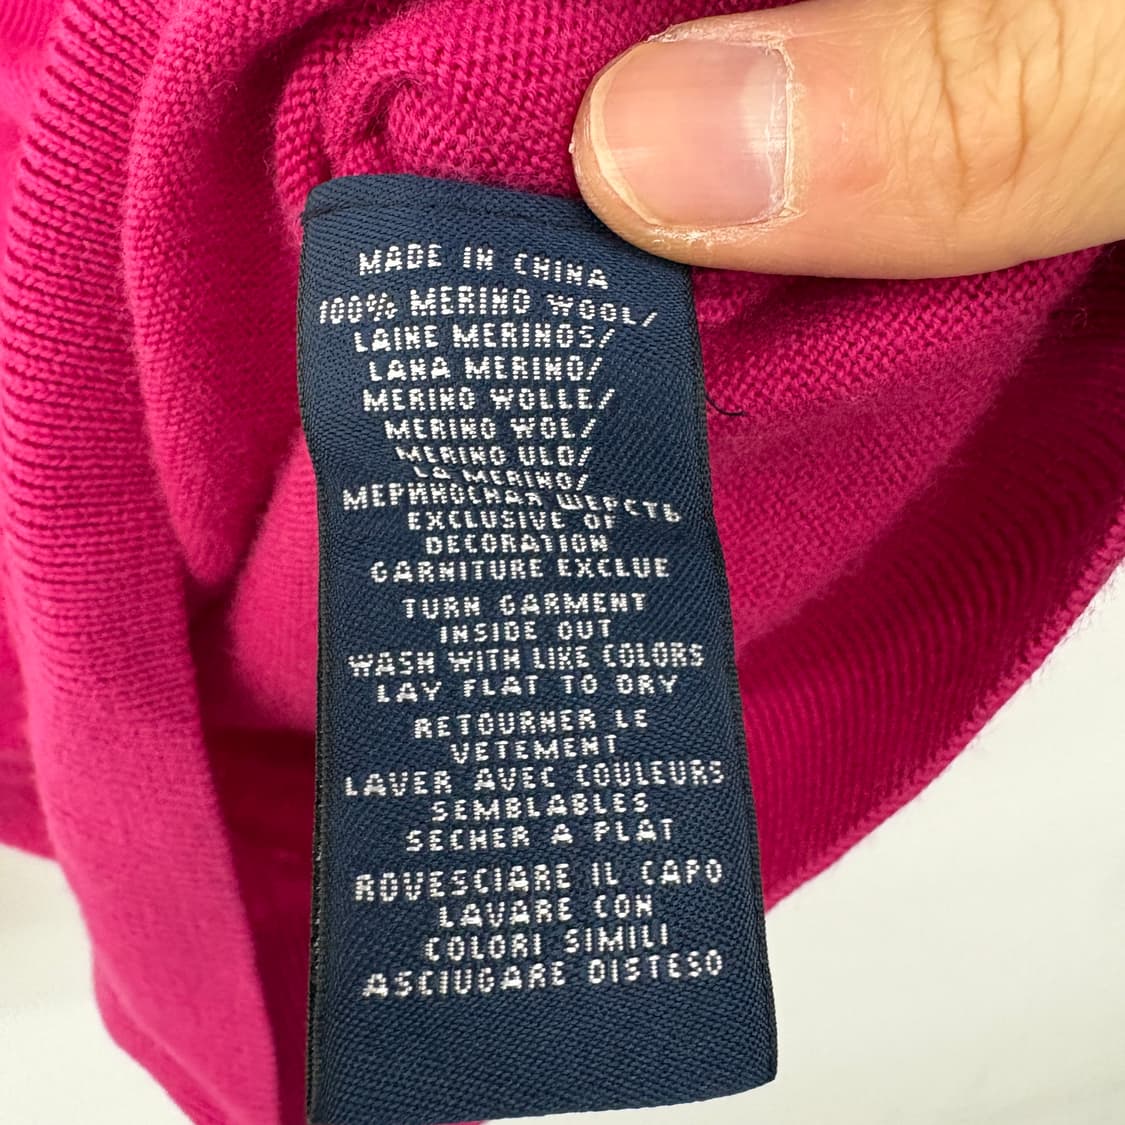 MADE IN CHINA
100% MERINO WOOL/
LAINE MERINOS/
LANA MERINO/
MERINO WOLLE/
MERINO WOL/
MERINO ULD/
LA MERINO/
МЕРИНОСНАЯ ШЕРСТЬ
EXCLUSIVE OF
DECORATION
GARNITURE EXCLUE
TURN GARMENT
INSIDE OUT
WASH WITH LIKE COLORS
LAY FLAT TO DRY
RETOURNER LE
VETEMENT
LAVER AVEC COULEURS
SEMBLABLES
SECHER A PLAT
ROVESCIARE IL CAPO
LAVARE CON
COLORI SIMILI
ASCIUGARE DISTESO